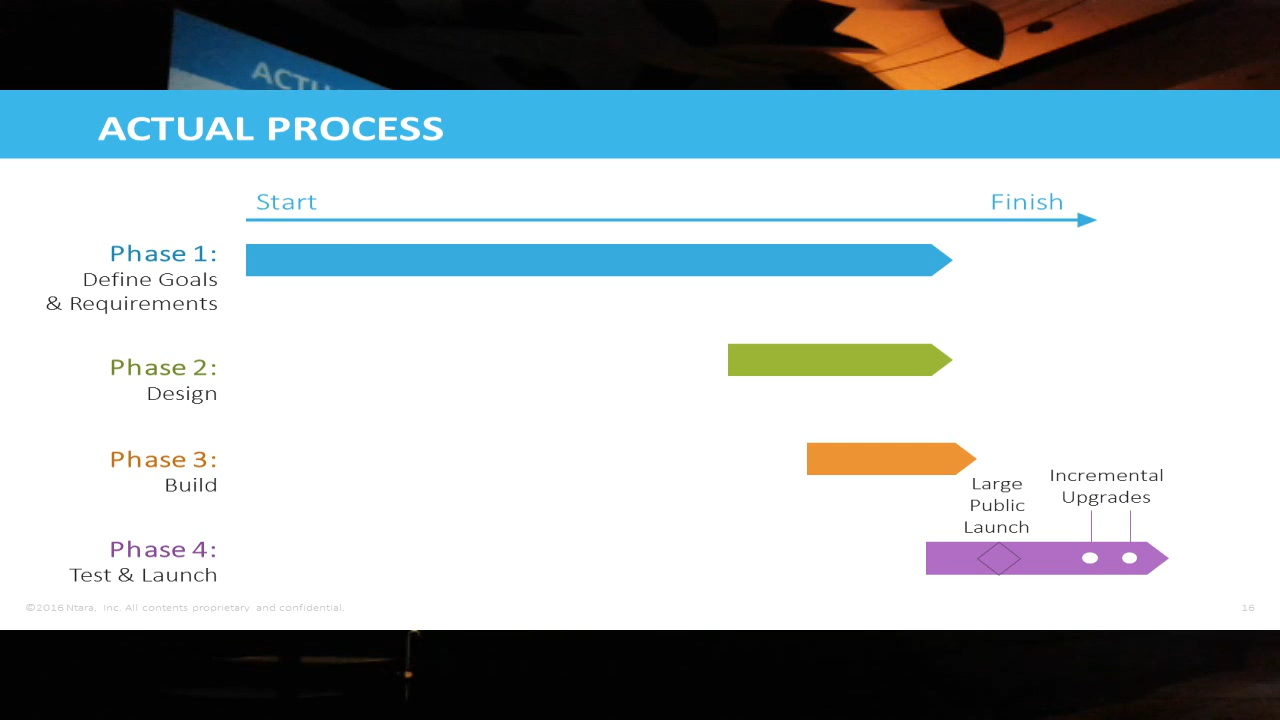 ACTU
ACTUAL PROCESS
Start
Finish
Phase 1:
Define Goals
& Requirements
Phase 2:
Design
Phase 3:
Build
Large
Public
Launch
Incremental
Upgrades
Phase 4:
Test & Launch
©2016 Ntara, Inc. All contents proprietary and confidential.
16